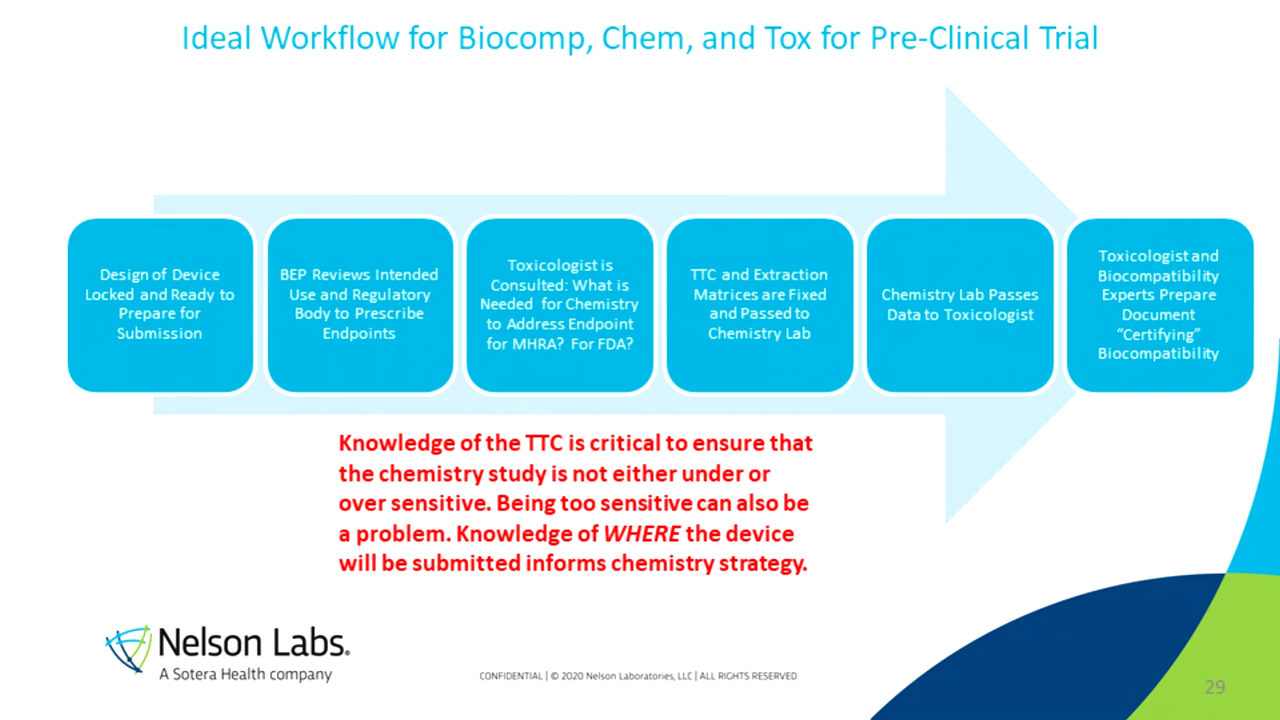 Ideal Workflow for Biocomp, Chem, and Tox for Pre-Clinical Trial
Design of Device
Locked and Ready to
Prepare for
Submission
BEP Reviews Intended
Use and Regulatory
Body to Prescribe
Endpoints
Toxicologist is
Consulted: What is
Needed for Chemistry
to Address Endpoint
for MHRA? For FDA?
TTC and Extraction
Matrices are Fixed
and Passed to
Chemistry Lab
Chemistry Lab Passes
Data to Toxicologist
Toxicologist and
Biocompatibility
Experts Prepare
Document
“Certifying”
Biocompatibility
Knowledge of the TTC is critical to ensure that
the chemistry study is not either under or
over sensitive. Being too sensitive can also be
a problem. Knowledge of WHERE the device
will be submitted informs chemistry strategy.
Nelson Labs®
A Sotera Health company
CONFIDENTIAL | © 2020 Nelson Laboratories, LLC | ALL RIGHTS RESERVED
29